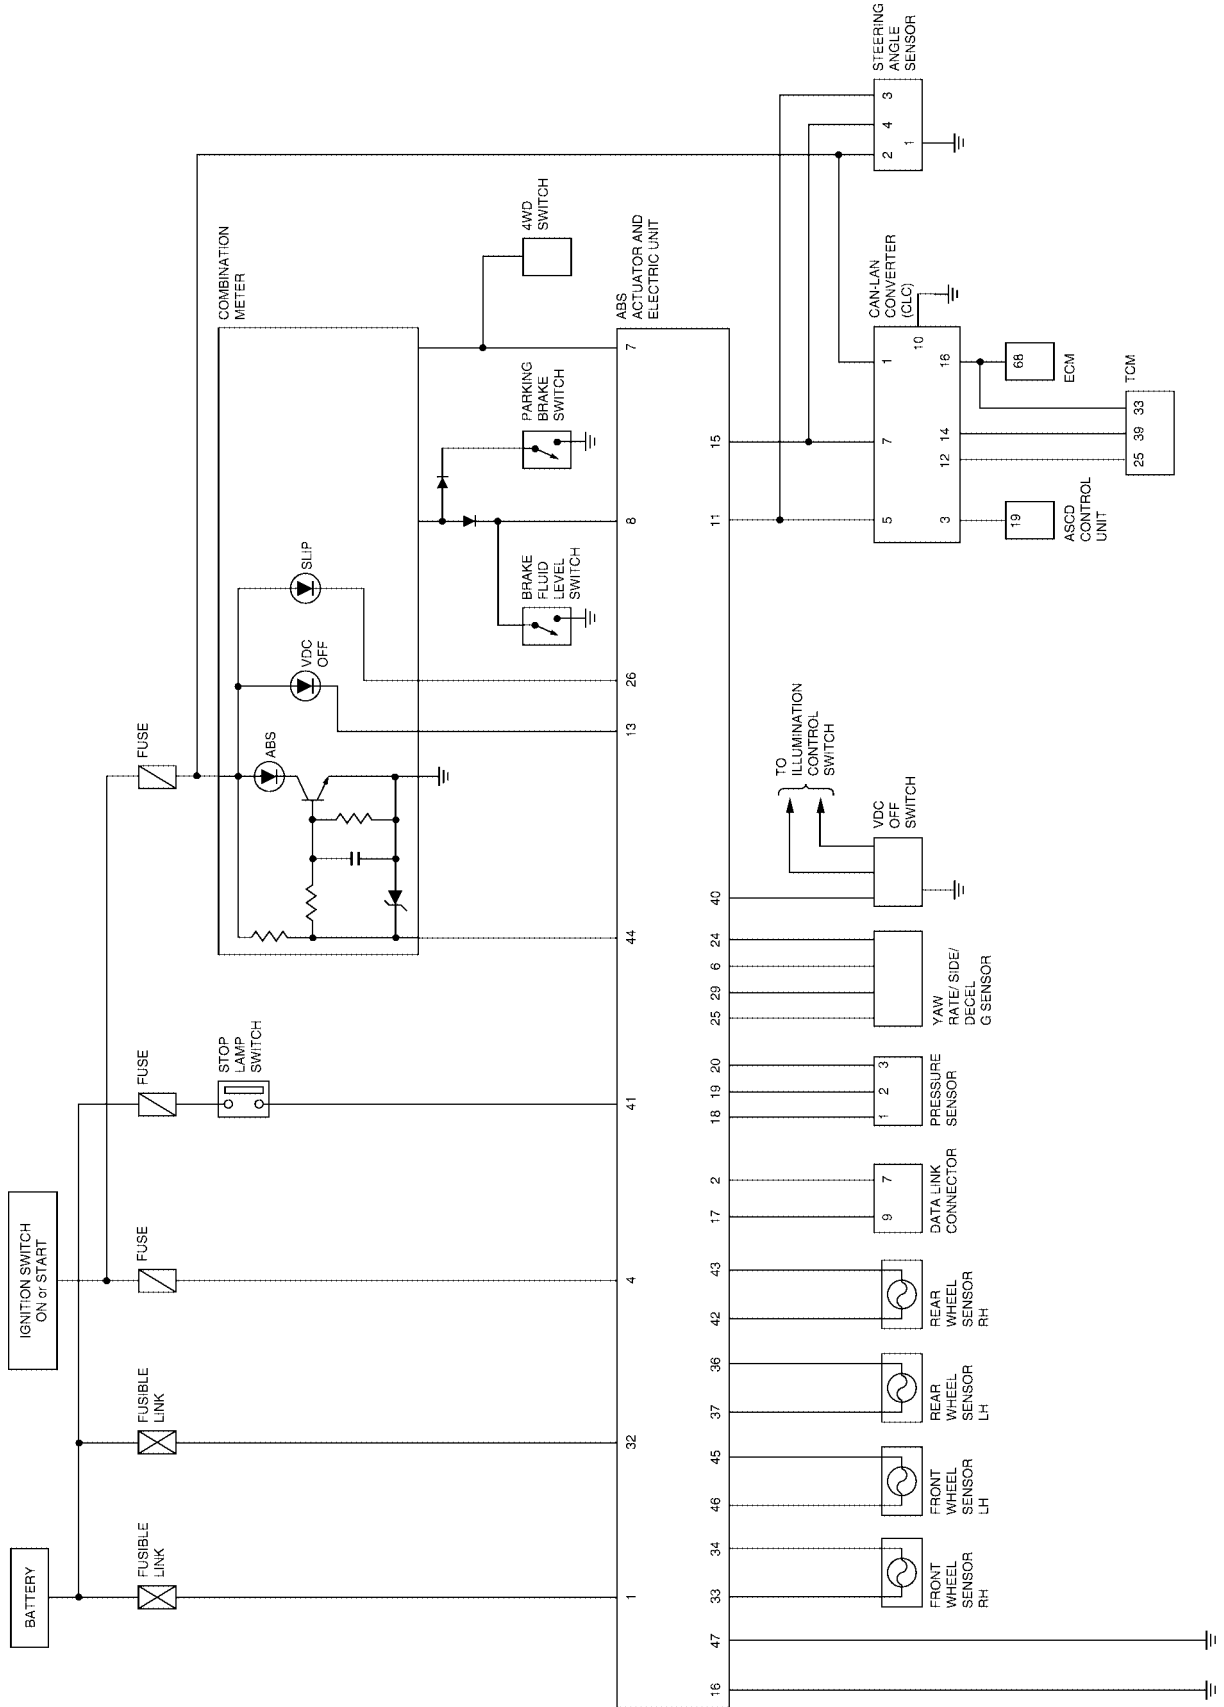 BATTERY
IGNITION SWITCH
ON or START
FUSIBLE
LINK
FUSIBLE
LINK
FUSE
FUSE
FUSE
STOP
LAMP
SWITCH
COMBINATION
METER
ABS
VDC
OFF
SLIP
BRAKE
FLUID
LEVEL
SWITCH
PARKING
BRAKE
SWITCH
4WD
SWITCH
1
32
4
41
44
13
26
8
7
ABS
ACTUATOR AND
ELECTRIC UNIT
16
47
33
34
46
45
37
36
42
43
17
2
18
19
20
25
29
6
24
40
11
15
TO
ILLUMINATION
CONTROL
SWITCH
FRONT
WHEEL
SENSOR
RH
FRONT
WHEEL
SENSOR
LH
REAR
WHEEL
SENSOR
LH
REAR
WHEEL
SENSOR
RH
9
7
DATA LINK
CONNECTOR
1
2
3
PRESSURE
SENSOR
YAW
RATE/ SIDE/
DECEL
G SENSOR
VDC
OFF
SWITCH
5
7
1
10
3
12
14
16
CAN-LAN
CONVERTER
(CLC)
2
4
3
1
STEERING
ANGLE
SENSOR
19
ASCD
CONTROL
UNIT
68
ECM
25
39
33
TCM